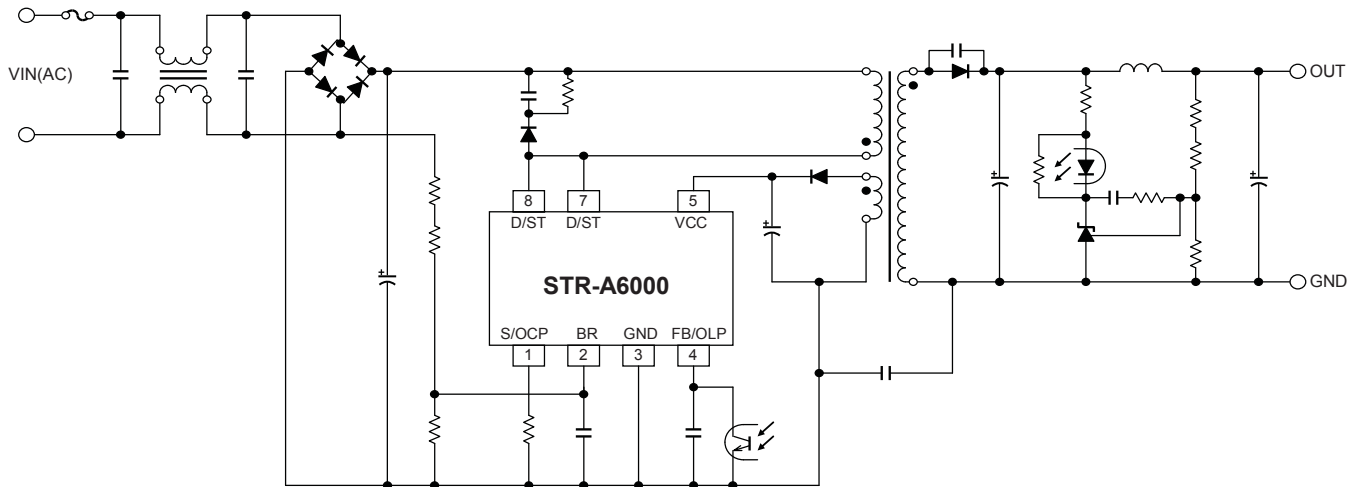 VIN(AC)
OUT
8
7
5
D/ST
D/ST
VCC
STR-A6000
GND
S/OCP
BR
GND
FB/OLP
1
2
3
4